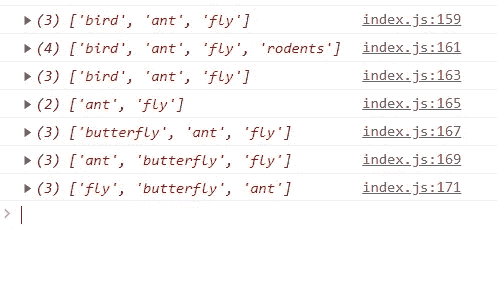 ▶(3) ['bird', 'ant', 'fly'] index.js:159
▶(4) ['bird', 'ant', 'fly', 'rodents'] index.js:161
▶(3) ['bird', 'ant', 'fly'] index.js:163
▶(2) ['ant', 'fly'] index.js:165
▶(3) ['butterfly', 'ant', 'fly'] index.js:167
▶(3) ['ant', 'butterfly', 'fly'] index.js:169
▶(3) ['fly', 'butterfly', 'ant'] index.js:171
>